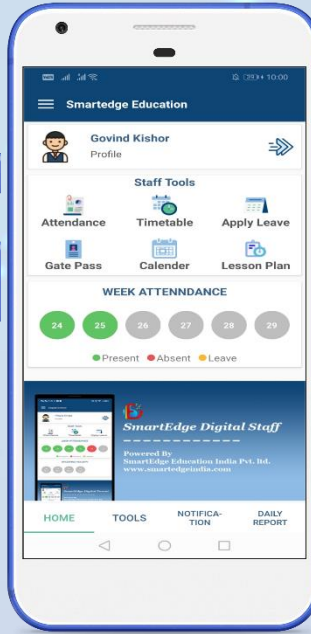 10:00
Smartedge Education
Govind Kishor
Profile
Staff Tools
Attendance Timetable Apply Leave
Gate Pass Calender Lesson Plan
WEEK ATTENNDANCE
24 25 26 27 28 29
Present Absent Leave
SmartEdge Digital Staff
Powered By
SmartEdge Education India Pvt. ltd.
www.smartedgeindia.com
HOME TOOLS NOTIFICA-
TION DAILY
REPORT